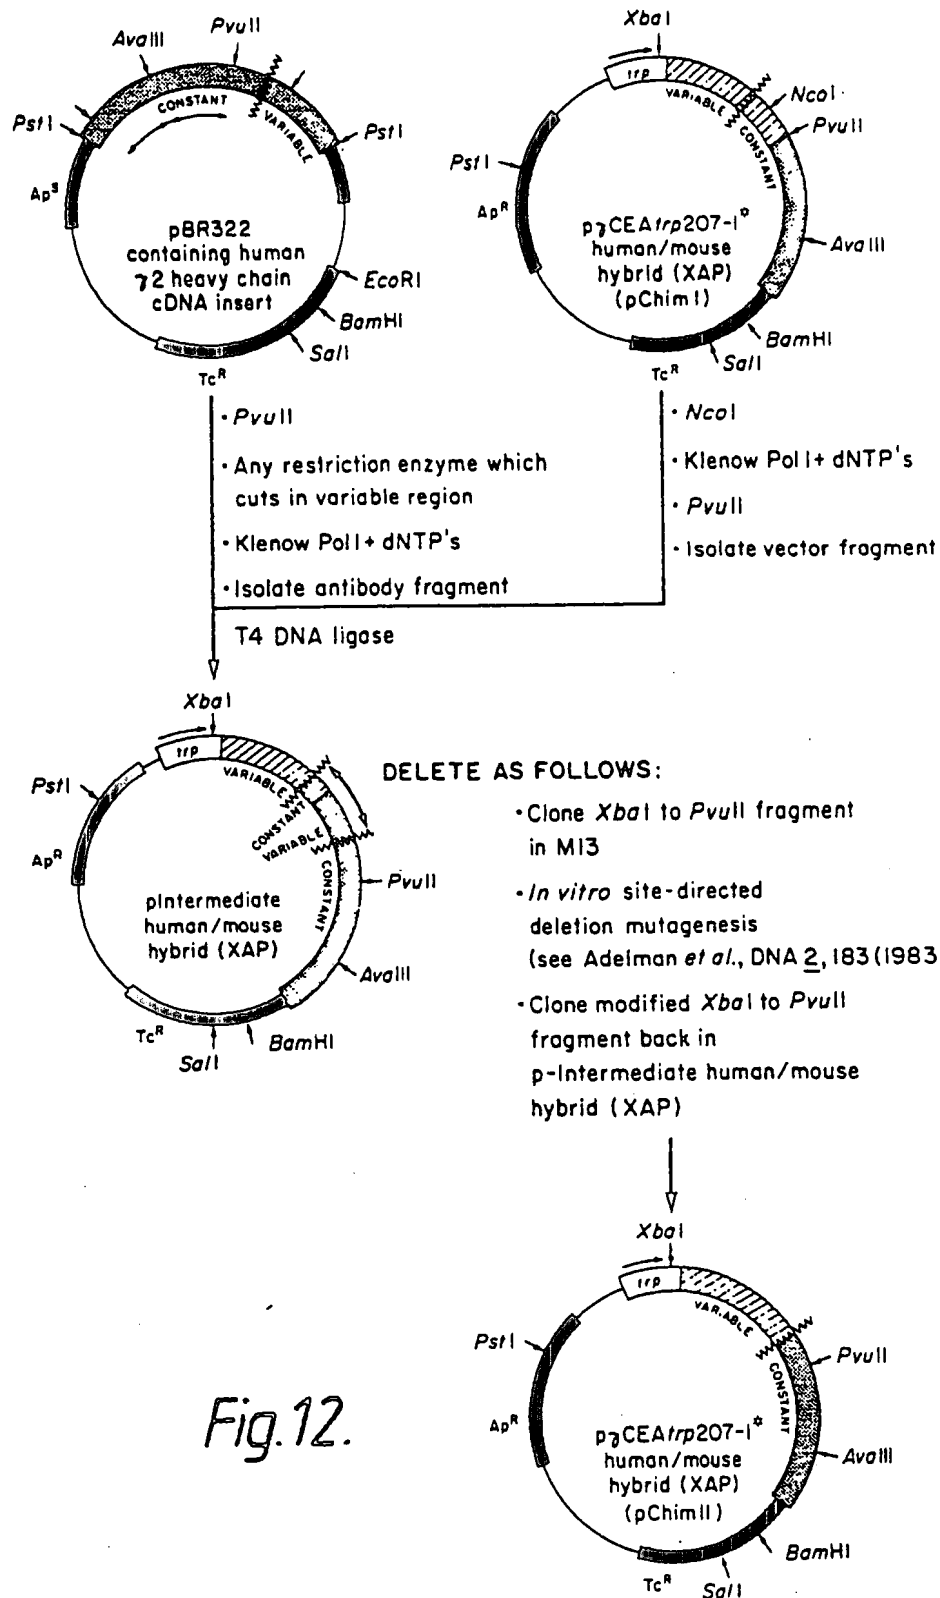 PvuII
AvaIII
PstI
CONSTANT
VARIABLE
PstI
Ap^S
pBR322
containing human
γ2 heavy chain
cDNA insert
EcoRI
BamHI
SalI
Tc^R
XbaI
trp
VARIABLE
NcoI
PvuII
CONSTANT
PstI
Ap^R
pγCEAtrp207-1*
human/mouse
hybrid (XAP)
(pChimI)
AvaIII
BamHI
SalI
Tc^R
· PvuII
· Any restriction enzyme which
cuts in variable region
· Klenow PolI+ dNTP's
· Isolate antibody fragment
· NcoI
· Klenow Pol I+ dNTP's
· PvuII
· Isolate vector fragment
T4 DNA ligase
XbaI
trp
VARIABLE
CONSTANT
VARIABLE
CONSTANT
PstI
Ap^R
PvuII
pIntermediate
human/mouse
hybrid (XAP)
AvaIII
Tc^R
BamHI
SalI
DELETE AS FOLLOWS:
· Clone XbaI to PvuII fragment
in M13
· In vitro site-directed
deletion mutagenesis
(see Adelman et al., DNA 2, 183(1983
· Clone modified XbaI to PvuII
fragment back in
p-Intermediate human/mouse
hybrid (XAP)
XbaI
trp
VARIABLE
PstI
PvuII
CONSTANT
Ap^R
pγCEAtrp207-1*
human/mouse
hybrid (XAP)
(pChimII)
AvaIII
BamHI
SalI
Tc^R
Fig.12.